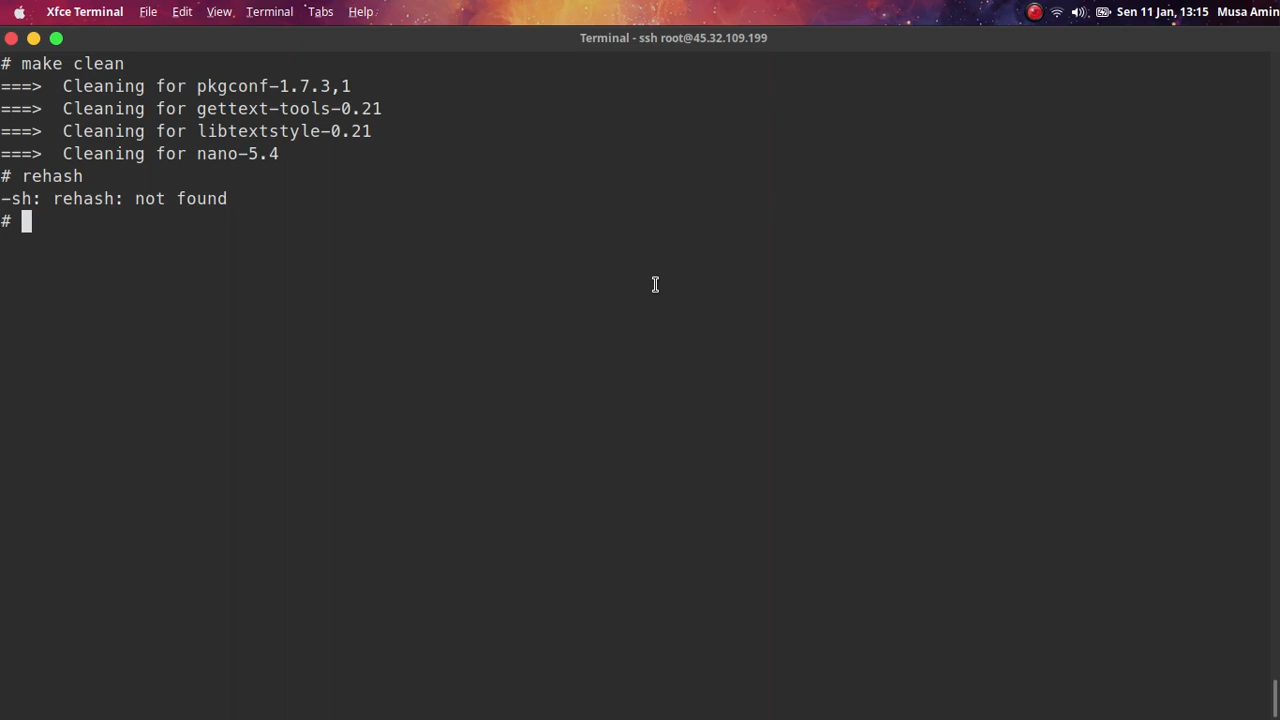 Xfce Terminal File Edit View Terminal Tabs Help Sen 11 Jan, 13:15 Musa Amin
Terminal - ssh root@45.32.109.199
# make clean
===>  Cleaning for pkgconf-1.7.3,1
===>  Cleaning for gettext-tools-0.21
===>  Cleaning for libtextstyle-0.21
===>  Cleaning for nano-5.4
# rehash
-sh: rehash: not found
#